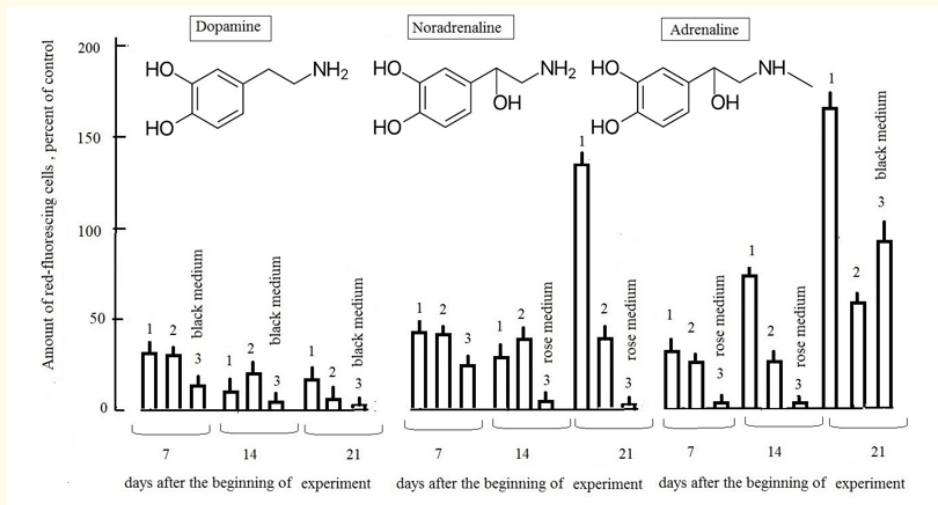 Amount of red-fluorescing cells , percent of control
200
150
100
50
0
Dopamine
HO
HO
NH2
1
2
3
black medium
1
2
3
black medium
1
2
3
black medium
7
14
21
days after the beginning of experiment
Noradrenaline
HO
HO
NH2
OH
1
2
3
1
2
3
rose medium
1
2
3
rose medium
7
14
21
days after the beginning of experiment
Adrenaline
HO
HO
NH
OH
1
2
3
rose medium
1
2
3
rose medium
1
2
3
black medium
7
14
21
days after the beginning of experiment